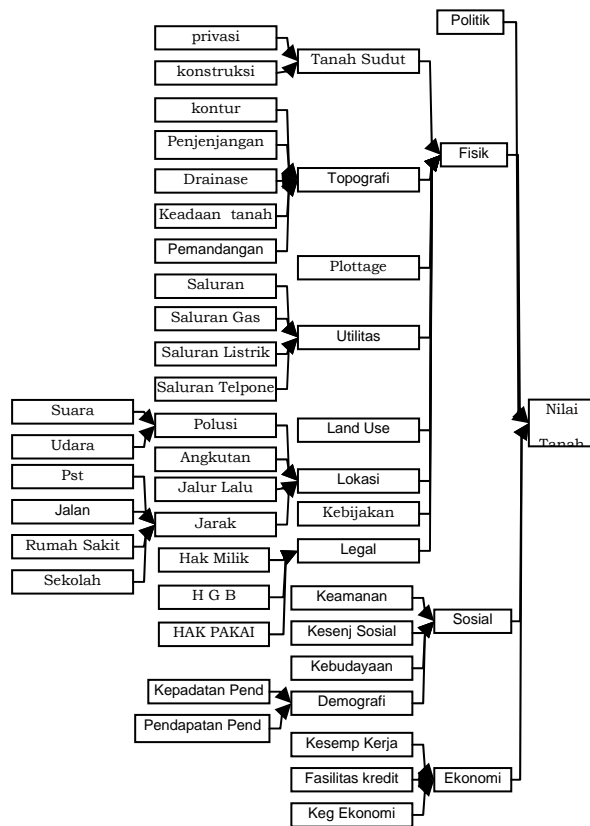 Politik
privasi
Tanah Sudut
konstruksi
kontur
Penjenjangan
Fisik
Drainase
Topografi
Keadaan tanah
Pemandangan
Plottage
Saluran
Saluran Gas
Utilitas
Saluran Listrik
Saluran Telpone
Suara
Polusi
Land Use
Nilai
Tanah
Udara
Angkutan
Pst
Lokasi
Jalur Lalu
Jalan
Kebijakan
Jarak
Rumah Sakit
Legal
Hak Milik
Sekolah
H G B
Keamanan
Sosial
HAK PAKAI
Kesenj Sosial
Kebudayaan
Kepadatan Pend
Demografi
Pendapatan Pend
Kesemp Kerja
Fasilitas kredit
Ekonomi
Keg Ekonomi